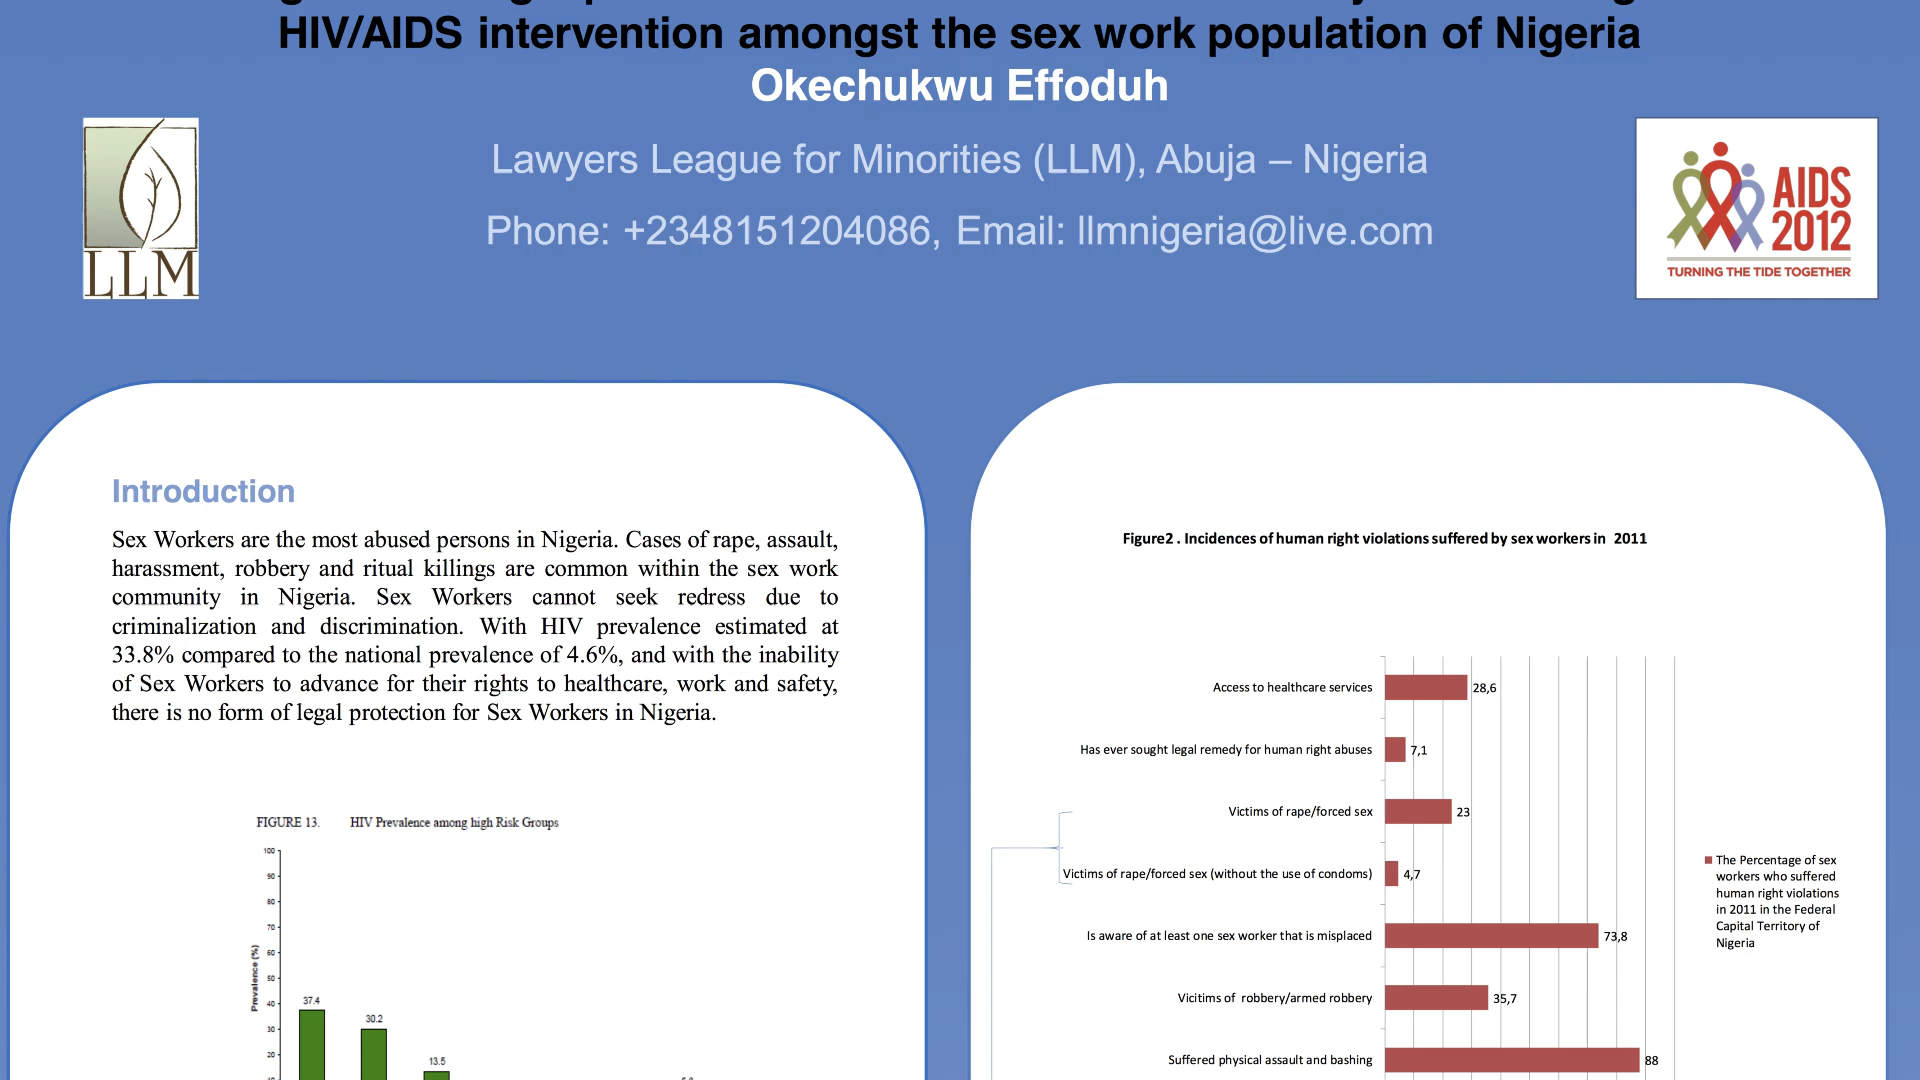 HIV/AIDS intervention amongst the sex work population of Nigeria
Okechukwu Effoduh
Lawyers League for Minorities (LLM), Abuja – Nigeria
Phone: +2348151204086, Email: llmnigeria@live.com
LLM
AIDS
2012
TURNING THE TIDE TOGETHER
Introduction
Sex Workers are the most abused persons in Nigeria. Cases of rape, assault,
harassment, robbery and ritual killings are common within the sex work
community in Nigeria. Sex Workers cannot seek redress due to
criminalization and discrimination. With HIV prevalence estimated at
33.8% compared to the national prevalence of 4.6%, and with the inability
of Sex Workers to advance for their rights to healthcare, work and safety,
there is no form of legal protection for Sex Workers in Nigeria.
FIGURE 13. HIV Prevalence among high Risk Groups
Prevalence (%)
100
90
80
70
60
50
40
30
20
37.4
30.2
13.5
Figure2 . Incidences of human right violations suffered by sex workers in 2011
Access to healthcare services 28,6
Has ever sought legal remedy for human right abuses 7,1
Victims of rape/forced sex 23
Victims of rape/forced sex (without the use of condoms) 4,7
Is aware of at least one sex worker that is misplaced 73,8
Vicitims of robbery/armed robbery 35,7
Suffered physical assault and bashing 88
The Percentage of sex
workers who suffered
human right violations
in 2011 in the Federal
Capital Territory of
Nigeria